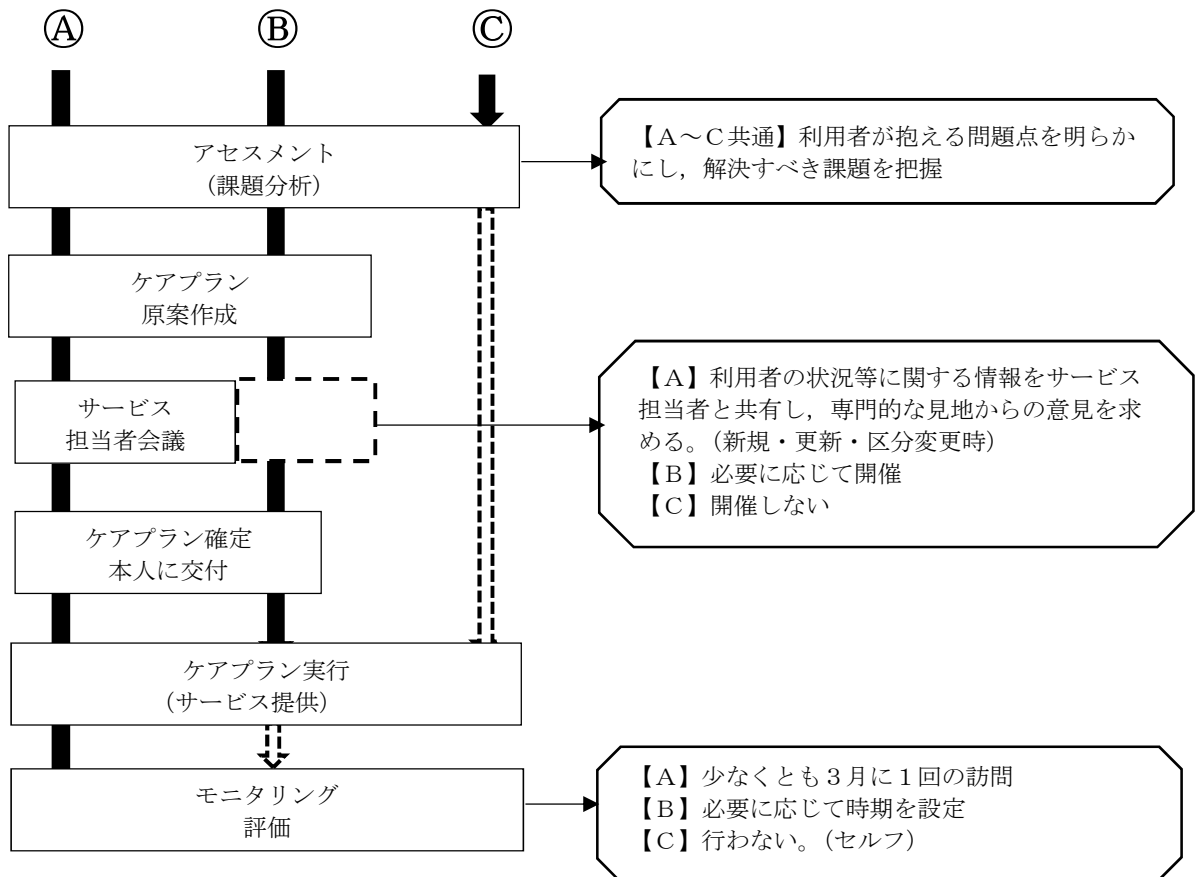 Ⓐ Ⓑ Ⓒ
アセスメント
（課題分析）
【A～C共通】利用者が抱える問題点を明らか
にし，解決すべき課題を把握
ケアプラン
原案作成
サービス
担当者会議
【A】利用者の状況等に関する情報をサービス
担当者と共有し，専門的な見地からの意見を求
める。（新規・更新・区分変更時）
【B】必要に応じて開催
【C】開催しない
ケアプラン確定
本人に交付
ケアプラン実行
（サービス提供）
モニタリング
評価
【A】少なくとも３月に１回の訪問
【B】必要に応じて時期を設定
【C】行わない。（セルフ）